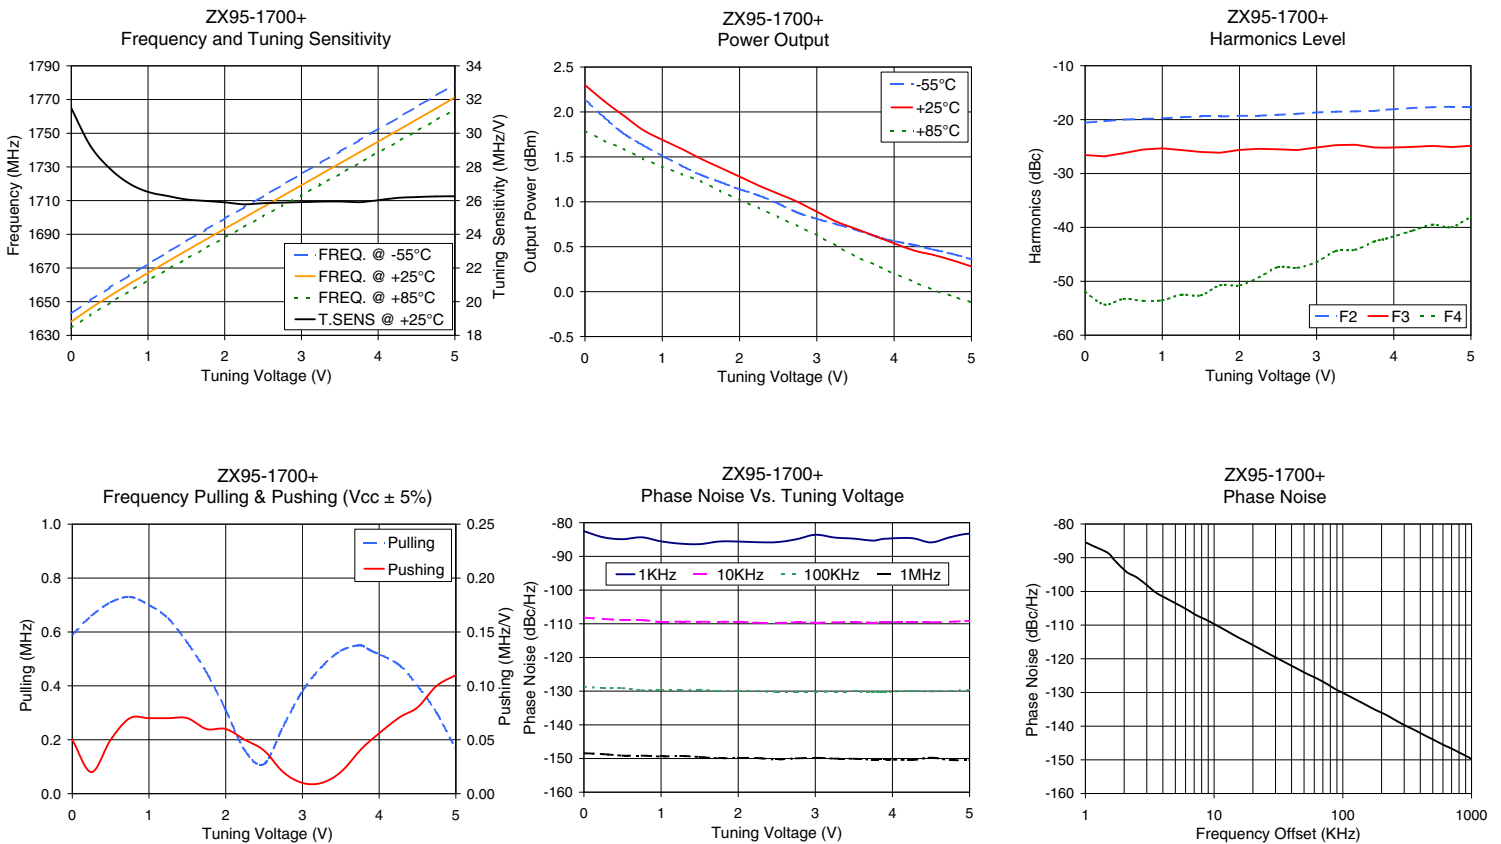 ZX95-1700+
Frequency and Tuning Sensitivity
1790
1770
1750
1730
1710
1690
1670
1650
1630
34
32
30
28
26
24
22
20
18
Frequency (MHz)
Tuning Sensitivity (MHz/V)
FREQ. @ -55°C
FREQ. @ +25°C
FREQ. @ +85°C
T.SENS @ +25°C
0 1 2 3 4 5
Tuning Voltage (V)
ZX95-1700+
Power Output
2.5
2.0
1.5
1.0
0.5
0.0
-0.5
Output Power (dBm)
-55°C
+25°C
+85°C
0 1 2 3 4 5
Tuning Voltage (V)
ZX95-1700+
Harmonics Level
-10
-20
-30
-40
-50
-60
Harmonics (dBc)
F2 F3 F4
0 1 2 3 4 5
Tuning Voltage (V)
ZX95-1700+
Frequency Pulling & Pushing (Vcc ± 5%)
1.0
0.8
0.6
0.4
0.2
0.0
0.25
0.20
0.15
0.10
0.05
0.00
Pulling (MHz)
Pushing (MHz/V)
Pulling
Pushing
0 1 2 3 4 5
Tuning Voltage (V)
ZX95-1700+
Phase Noise Vs. Tuning Voltage
-80
-90
-100
-110
-120
-130
-140
-150
-160
Phase Noise (dBc/Hz)
1KHz 10KHz 100KHz 1MHz
0 1 2 3 4 5
Tuning Voltage (V)
ZX95-1700+
Phase Noise
-80
-90
-100
-110
-120
-130
-140
-150
-160
Phase Noise (dBc/Hz)
1 10 100 1000
Frequency Offset (KHz)